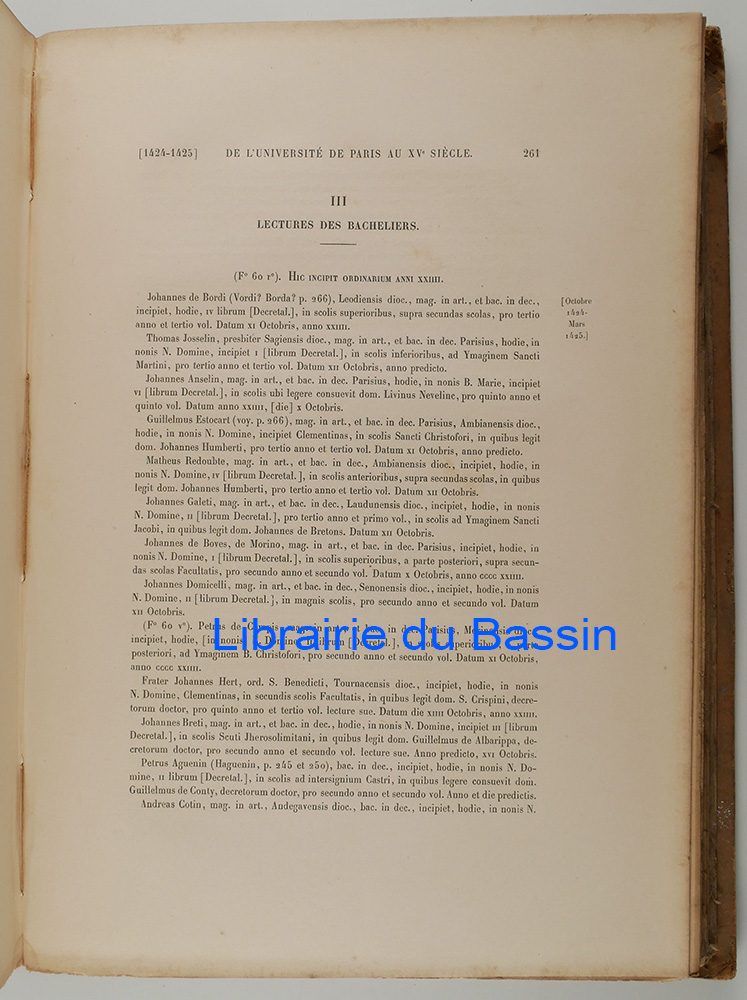 [1424-1425] DE L'UNIVERSITÉ DE PARIS AU XVe SIÈCLE. 261
III
LECTURES DES BACHELIERS.
(F° 60 r°). Hic incipit ordinarium anni xxiiii.
[Octobre
1424-
Mars
1425.]
Johannes de Bordi (Vordi? Borda? p. 266), Leodiensis dioc., mag. in art., et bac. in dec.,
incipiet, hodie, iv librum [Decretal.], in scolis superioribus, supra secundas scolas, pro tertio
anno et tertio vol. Datum xi Octobris, anno xxiiii.
Thomas Josselin, presbiter Sagiensis dioc., mag. in art., et bac. in dec. Parisius, hodie, in
nonis N. Domine, incipiet i [librum Decretal.], in scolis inferioribus, ad Ymaginem Sancti
Martini, pro tertio anno et tertio vol. Datum xii Octobris, anno predicto.
Johannes Anselin, mag. in art., et bac. in dec. Parisius, hodie, in nonis B. Marie, incipiet
vi [librum Decretal.], in scolis ubi legere consuevit dom. Livinus Nevelinc, pro quinto anno et
quinto vol. Datum anno xxiiii, [die] x Octobris.
Guillelmus Estocart (voy. p. 266), mag. in art., et bac. in dec. Parisius, Ambianensis dioc.,
hodie, in nonis N. Domine, incipiet Clementinas, in scolis Sancti Christofori, in quibus legit
dom. Johannes Humberti, pro tertio anno et tertio vol. Datum xi Octobris, anno predicto.
Matheus Redoubte, mag. in art., et bac. in dec., Ambianensis dioc., incipiet, hodie, in
nonis N. Domine, iv [librum Decretal.], in scolis anterioribus, supra secundas scolas, in quibus
legit dom. Johannes Humberti, pro tertio anno et tertio vol. Datum xii Octobris.
Johannes Galeti, mag. in art., et bac. in dec., Laudunensis dioc., incipiet, hodie, in nonis
N. Domine, ii [librum Decretal.], pro tertio anno et primo vol., in scolis ad Ymaginem Sancti
Jacobi, in quibus legit dom. Johannes de Bretons. Datum xii Octobris.
Johannes de Boves, de Morino, mag. in art., et bac. in dec. Parisius, incipiet, hodie, in
nonis N. Domine, i [librum Decretal.], in scolis superioribus, a parte posteriori, supra secun-
das scolas Facultatis, pro secundo anno et secundo vol. Datum x Octobris, anno cccc xxiiii.
Johannes Domicelli, mag. in art., et bac. in dec., Senonensis dioc., incipiet, hodie, in nonis
N. Domine, ii [librum Decretal.], in magnis scolis, pro secundo anno et secundo vol. Datum
xii Octobris.
(F° 60 v°). Petrus de mag. in art., et bac. in dec. Parisius, dioc.,
incipiet, hodie, [in nonis N. Domine, librum [Decretal.], in scolis superioribus,
posteriori, ad Ymaginem B. Christofori, pro secundo anno et secundo vol. Datum xi Octobris,
anno cccc xxiiii.
Librairie du Bassin
Frater Johannes Hert, ord. S. Benedicti, Tournacensis dioc., incipiet, hodie, in nonis
N. Domine, Clementinas, in secundis scolis Facultatis, in quibus legit dom. S. Crispini, decre-
torum doctor, pro quinto anno et tertio vol. lecture sue. Datum die xiiii Octobris, anno xxiiii.
Johannes Breti, mag. in art., et bac. in dec., hodie, in nonis N. Domine, incipiet iii [librum
Decretal.], in scolis Scuti Jherosolimitani, in quibus legit dom. Guillelmus de Albarippa, de-
cretorum doctor, pro secundo anno et secundo vol. lecture sue. Anno predicto, xvi Octobris.
Petrus Aguenin (Haguenin, p. 245 et 250), bac. in dec., incipiet, hodie, in nonis N. Do-
mine, ii librum [Decretal.], in scolis ad intersignium Castri, in quibus legere consuevit dom.
Guillelmus de Conty, decretorum doctor, pro secundo anno et secundo vol. Anno et die predictis.
Andreas Cotin, mag. in art., Andegavensis dioc., bac. in dec., incipiet, hodie, in nonis N.